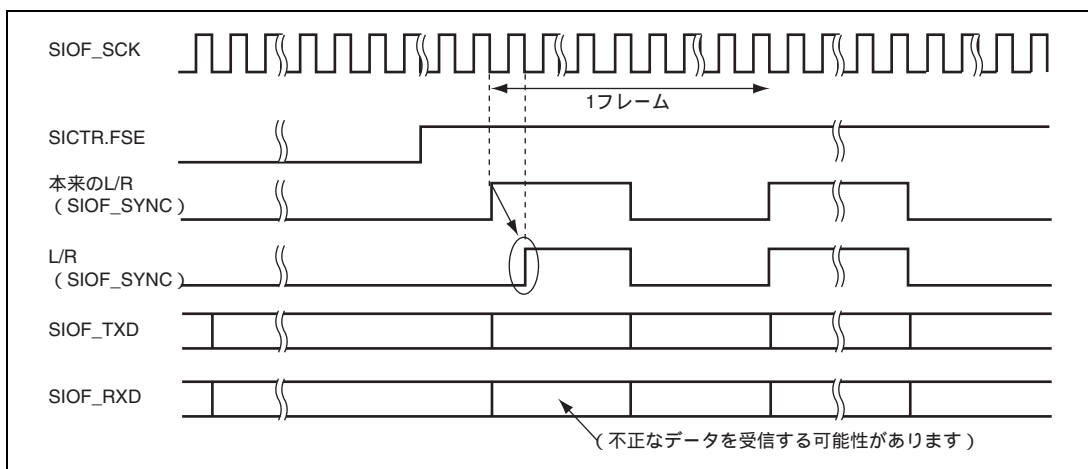 SIOF_SCK
1フレーム
SICTR.FSE
本来のL/R
（SIOF_SYNC）
L/R
（SIOF_SYNC）
SIOF_TXD
SIOF_RXD
（不正なデータを受信する可能性があります）